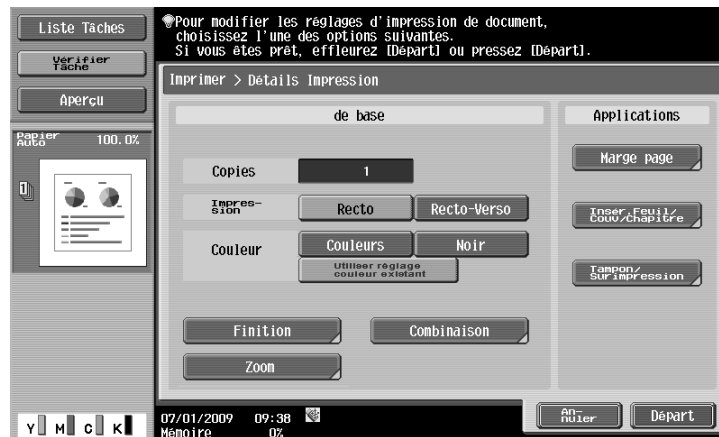 Liste Tâches
Vérifier
Tâche
Aperçu
Papier
Auto 100.0%
Y M C K
Pour modifier les réglages d'impression de document,
choisissez l'une des options suivantes.
Si vous êtes prêt, effleurez [Départ] ou pressez [Départ].
Imprimer > Détails Impression
de base
Copies 1
Impres-
sion
Recto Recto-Verso
Couleur
Couleurs Noir
Utiliser réglage
couleur existant
Finition Combinaison
Zoom
Applications
Marge page
Insér.Feuil/
Couv/Chapitre
Tampon/
Surimpression
07/01/2009 09:38
Mémoire 0%
An-
nuler
Départ